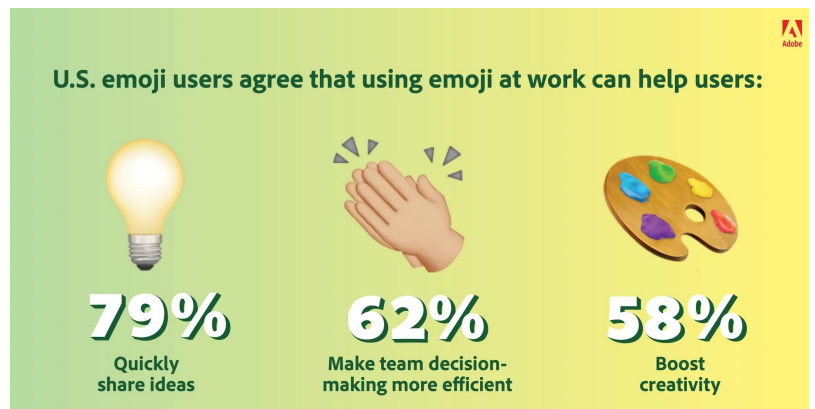 Adobe
U.S. emoji users agree that using emoji at work can help users:
79%
Quickly
share ideas
62%
Make team decision-
making more efficient
58%
Boost
creativity